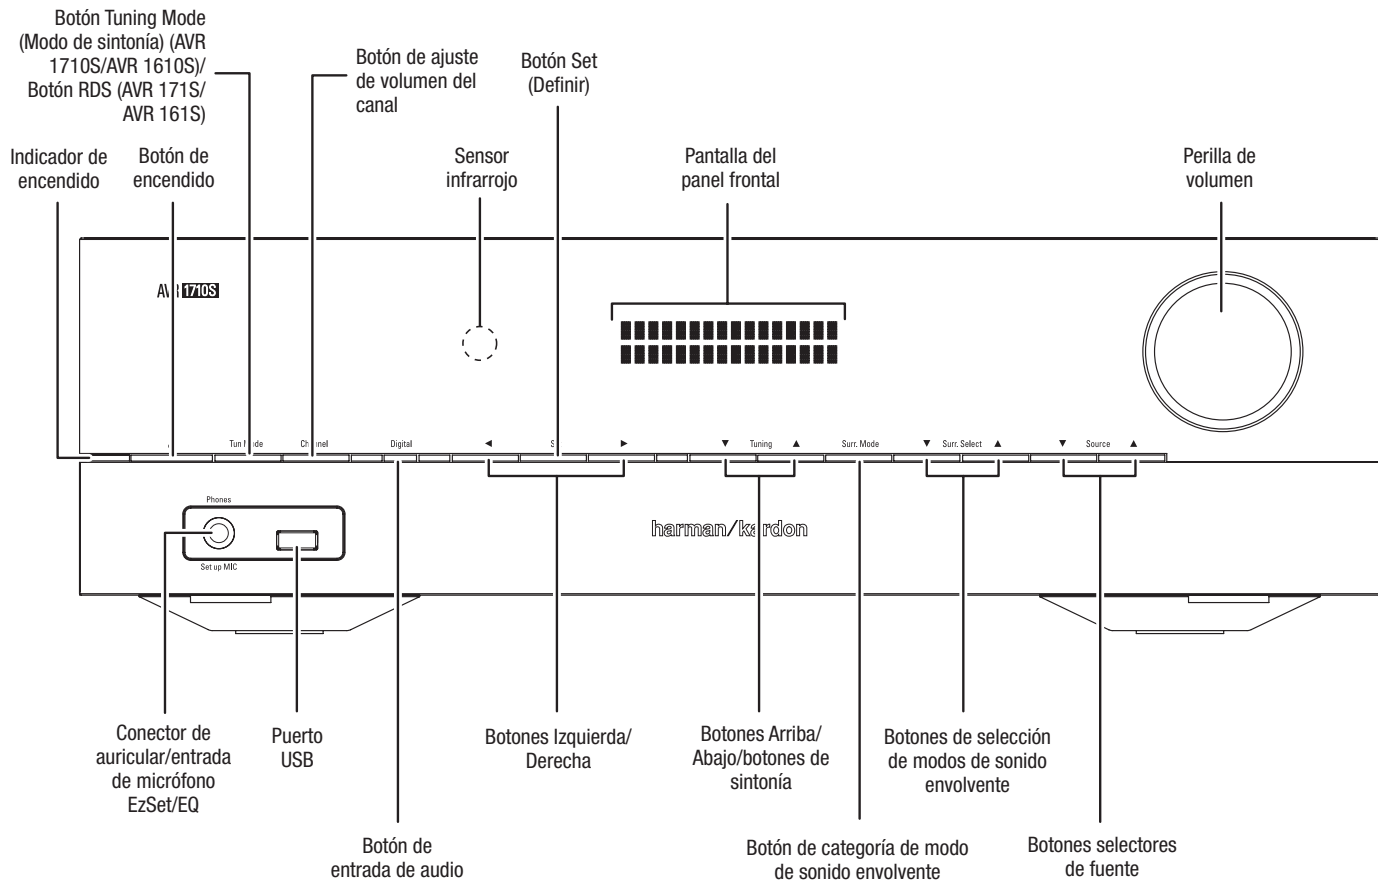 Botón Tuning Mode
(Modo de sintonía) (AVR
1710S/AVR 1610S)/
Botón RDS (AVR 171S/
AVR 161S)
Botón de ajuste
de volumen del
canal
Botón Set
(Definir)
Indicador de
encendido
Botón de
encendido
Sensor
infrarrojo
Pantalla del
panel frontal
Perilla de
volumen
1710S
Digital
Tuning
Surr. Mode
Surr. Select
Source
Phones
Set up MIC
harman/kardon
Conector de
auricular/entrada
de micrófono
EzSet/EQ
Puerto
USB
Botones Izquierda/
Derecha
Botones Arriba/
Abajo/botones de
sintonía
Botones de selección
de modos de sonido
envolvente
Botón de
entrada de audio
Botón de categoría de modo
de sonido envolvente
Botones selectores
de fuente